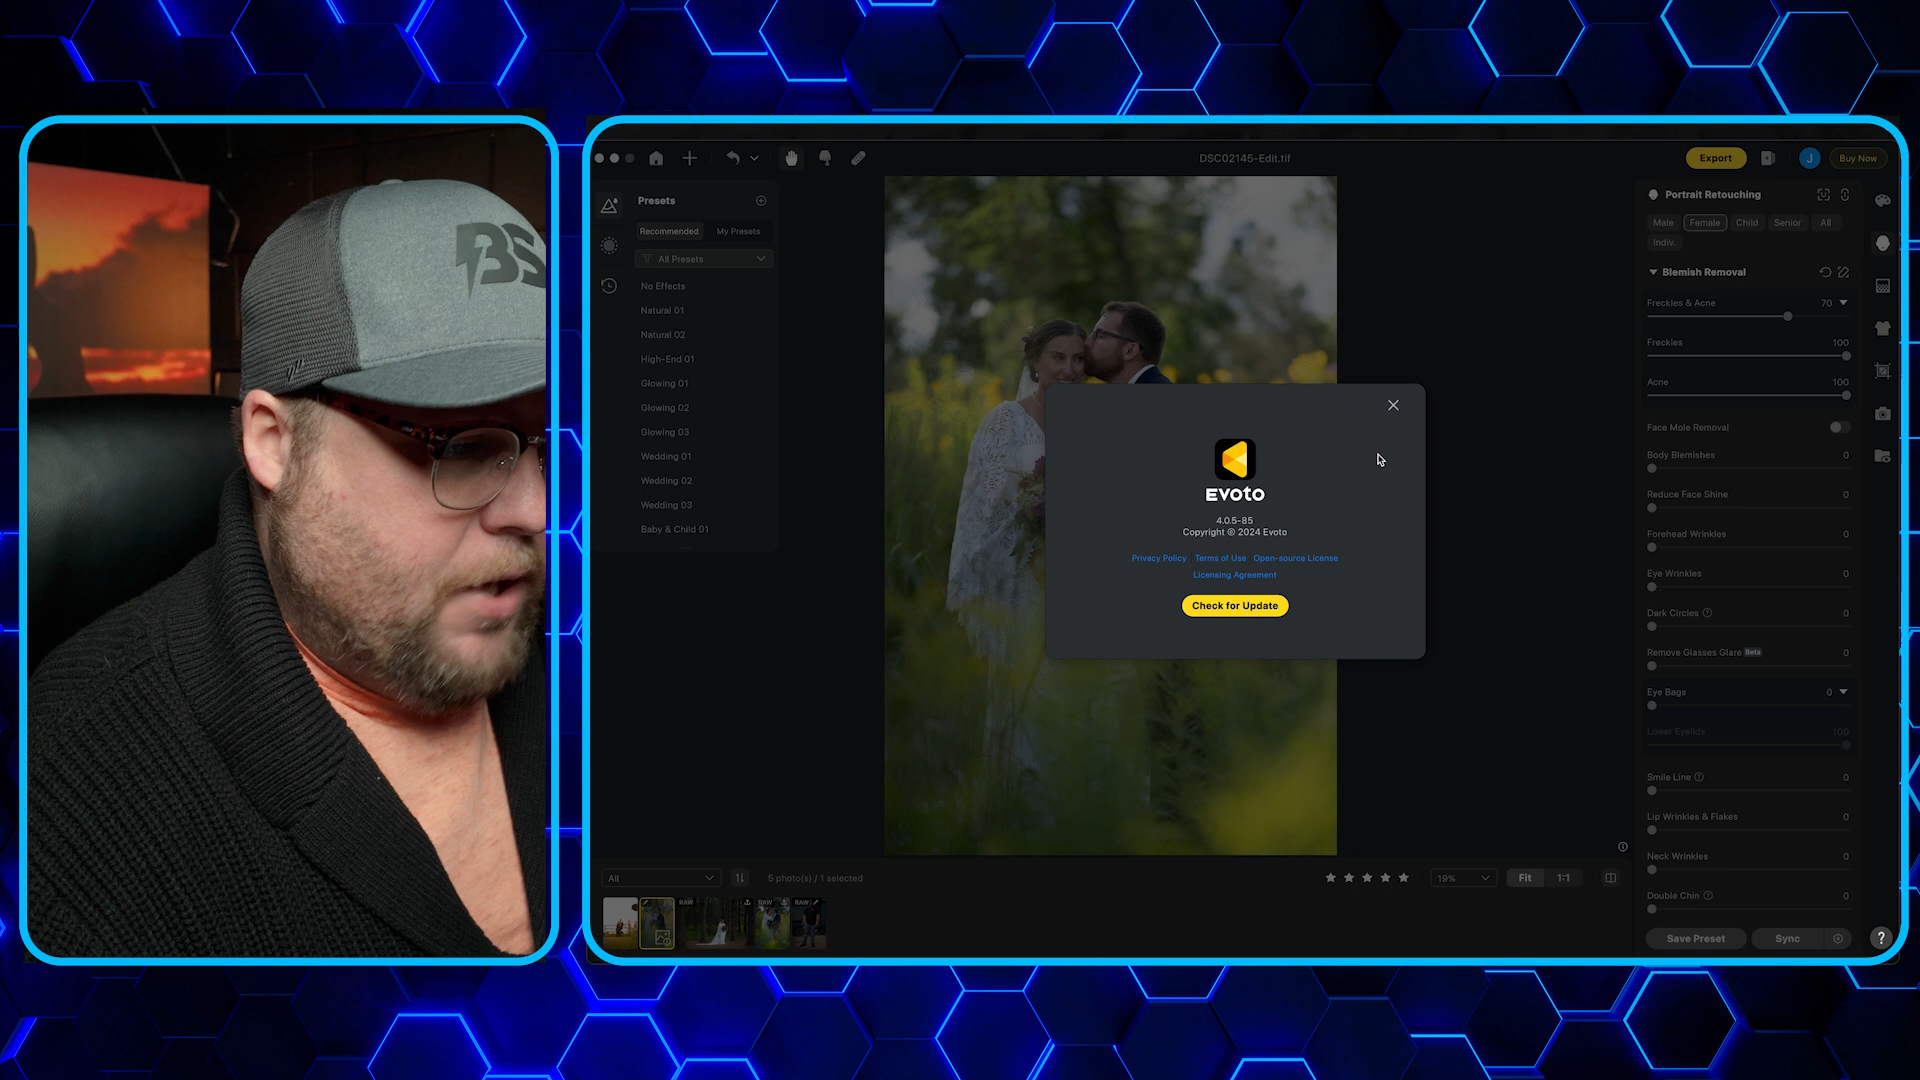 BS
DSC02145-Edit.tif
Export
J
Buy Now
Presets
Recommended
My Presets
All Presets
No Effects
Natural 01
Natural 02
High-End 01
Glowing 01
Glowing 02
Glowing 03
Wedding 01
Wedding 02
Wedding 03
Baby & Child 01
EVOTO
4.0.5-85
Copyright © 2024 Evoto
Privacy Policy Terms of Use Open-source License
Licensing Agreement
Check for Update
Portrait Retouching
Male Female Child Senior All
Indiv.
Blemish Removal
Freckles & Acne 70
Freckles 100
Acne 100
Face Mole Removal
Body Blemishes 0
Reduce Face Shine 0
Forehead Wrinkles 0
Eye Wrinkles 0
Dark Circles ? 0
Remove Glasses Glare Beta 0
Eye Bags 0
Lower Eyelids 100
Smile Line ? 0
Lip Wrinkles & Flakes 0
Neck Wrinkles 0
Double Chin ? 0
Save Preset
Sync
?
All
5 photo(s) / 1 selected
19%
Fit
1:1
RAW
RAW
RAW